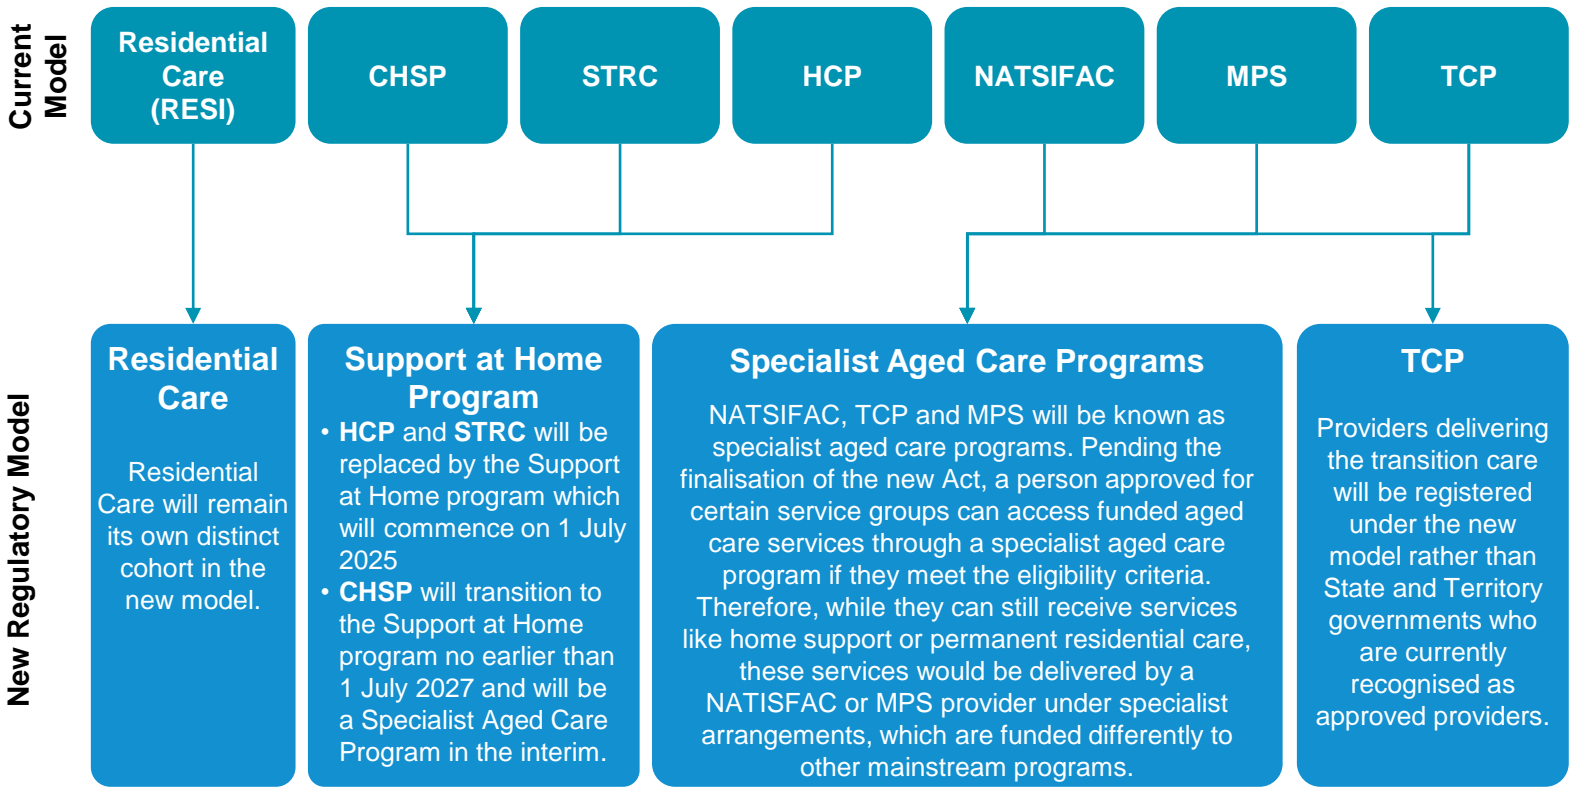 Current
Model
Residential
Care
(RESI)
CHSP
STRC
HCP
NATSIFAC
MPS
TCP
New Regulatory Model
Residential
Care
Residential
Care will remain
its own distinct
cohort in the
new model.
Support at Home
Program
• HCP and STRC will be
replaced by the Support
at Home program which
will commence on 1 July
2025
• CHSP will transition to
the Support at Home
program no earlier than
1 July 2027 and will be
a Specialist Aged Care
Program in the interim.
Specialist Aged Care Programs
NATSIFAC, TCP and MPS will be known as
specialist aged care programs. Pending the
finalisation of the new Act, a person approved for
certain service groups can access funded aged
care services through a specialist aged care
program if they meet the eligibility criteria.
Therefore, while they can still receive services
like home support or permanent residential care,
these services would be delivered by a
NATISFAC or MPS provider under specialist
arrangements, which are funded differently to
other mainstream programs.
TCP
Providers delivering
the transition care
will be registered
under the new
model rather than
State and Territory
governments who
are currently
recognised as
approved providers.